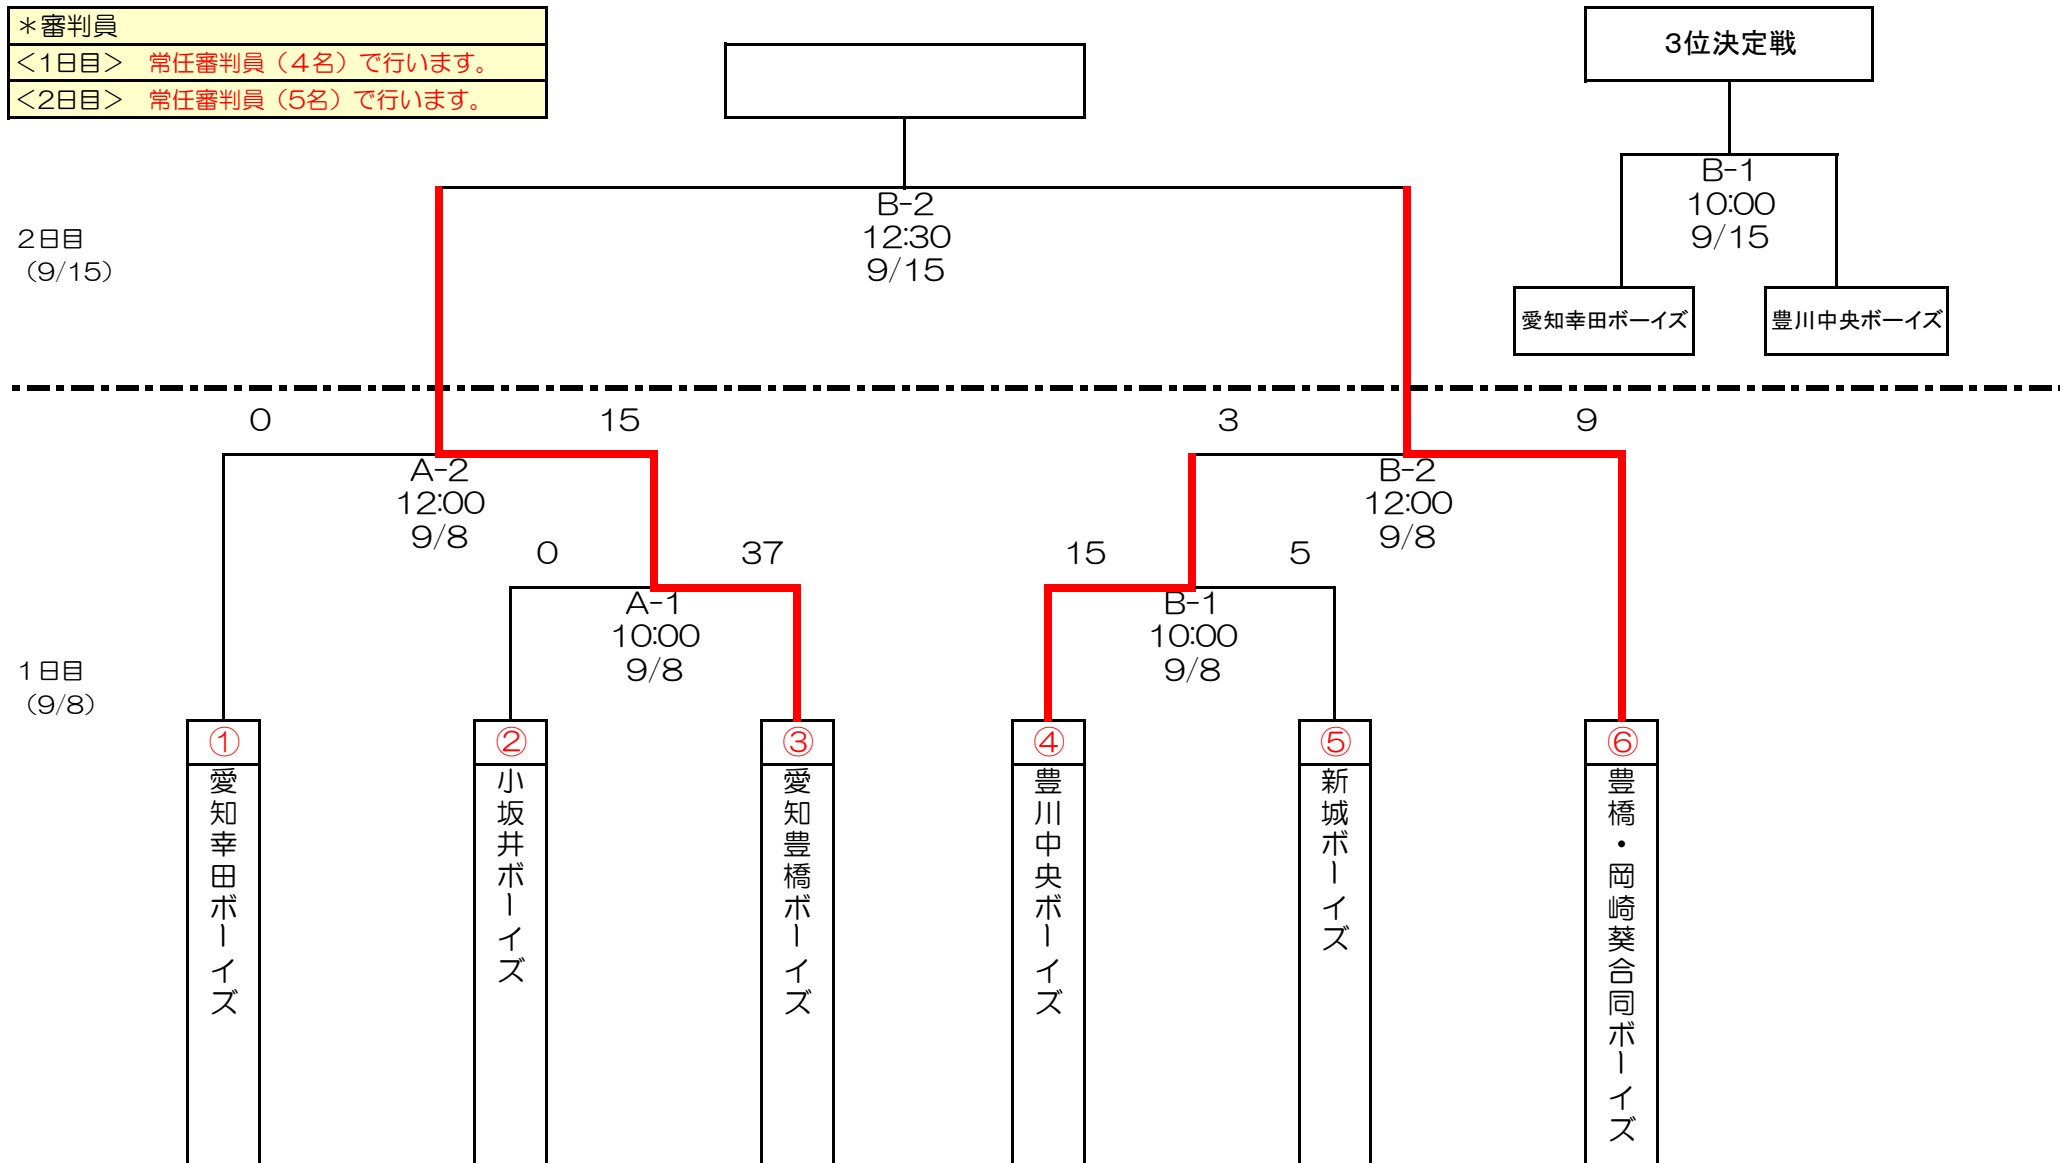 ＊審判員
＜1日目＞　常任審判員（4名）で行います。
＜2日目＞　常任審判員（5名）で行います。
3位決定戦
B-1
10:00
9/15
愛知幸田ボーイズ
豊川中央ボーイズ
B-2
12:30
9/15
2日目
（9/15）
0
15
3
9
A-2
12:00
9/8
B-2
12:00
9/8
0
37
15
5
A-1
10:00
9/8
B-1
10:00
9/8
1日目
（9/8）
①
愛知幸田ボーイズ
②
小坂井ボーイズ
③
愛知豊橋ボーイズ
④
豊川中央ボーイズ
⑤
新城ボーイズ
⑥
豊橋・岡崎葵合同ボーイズ